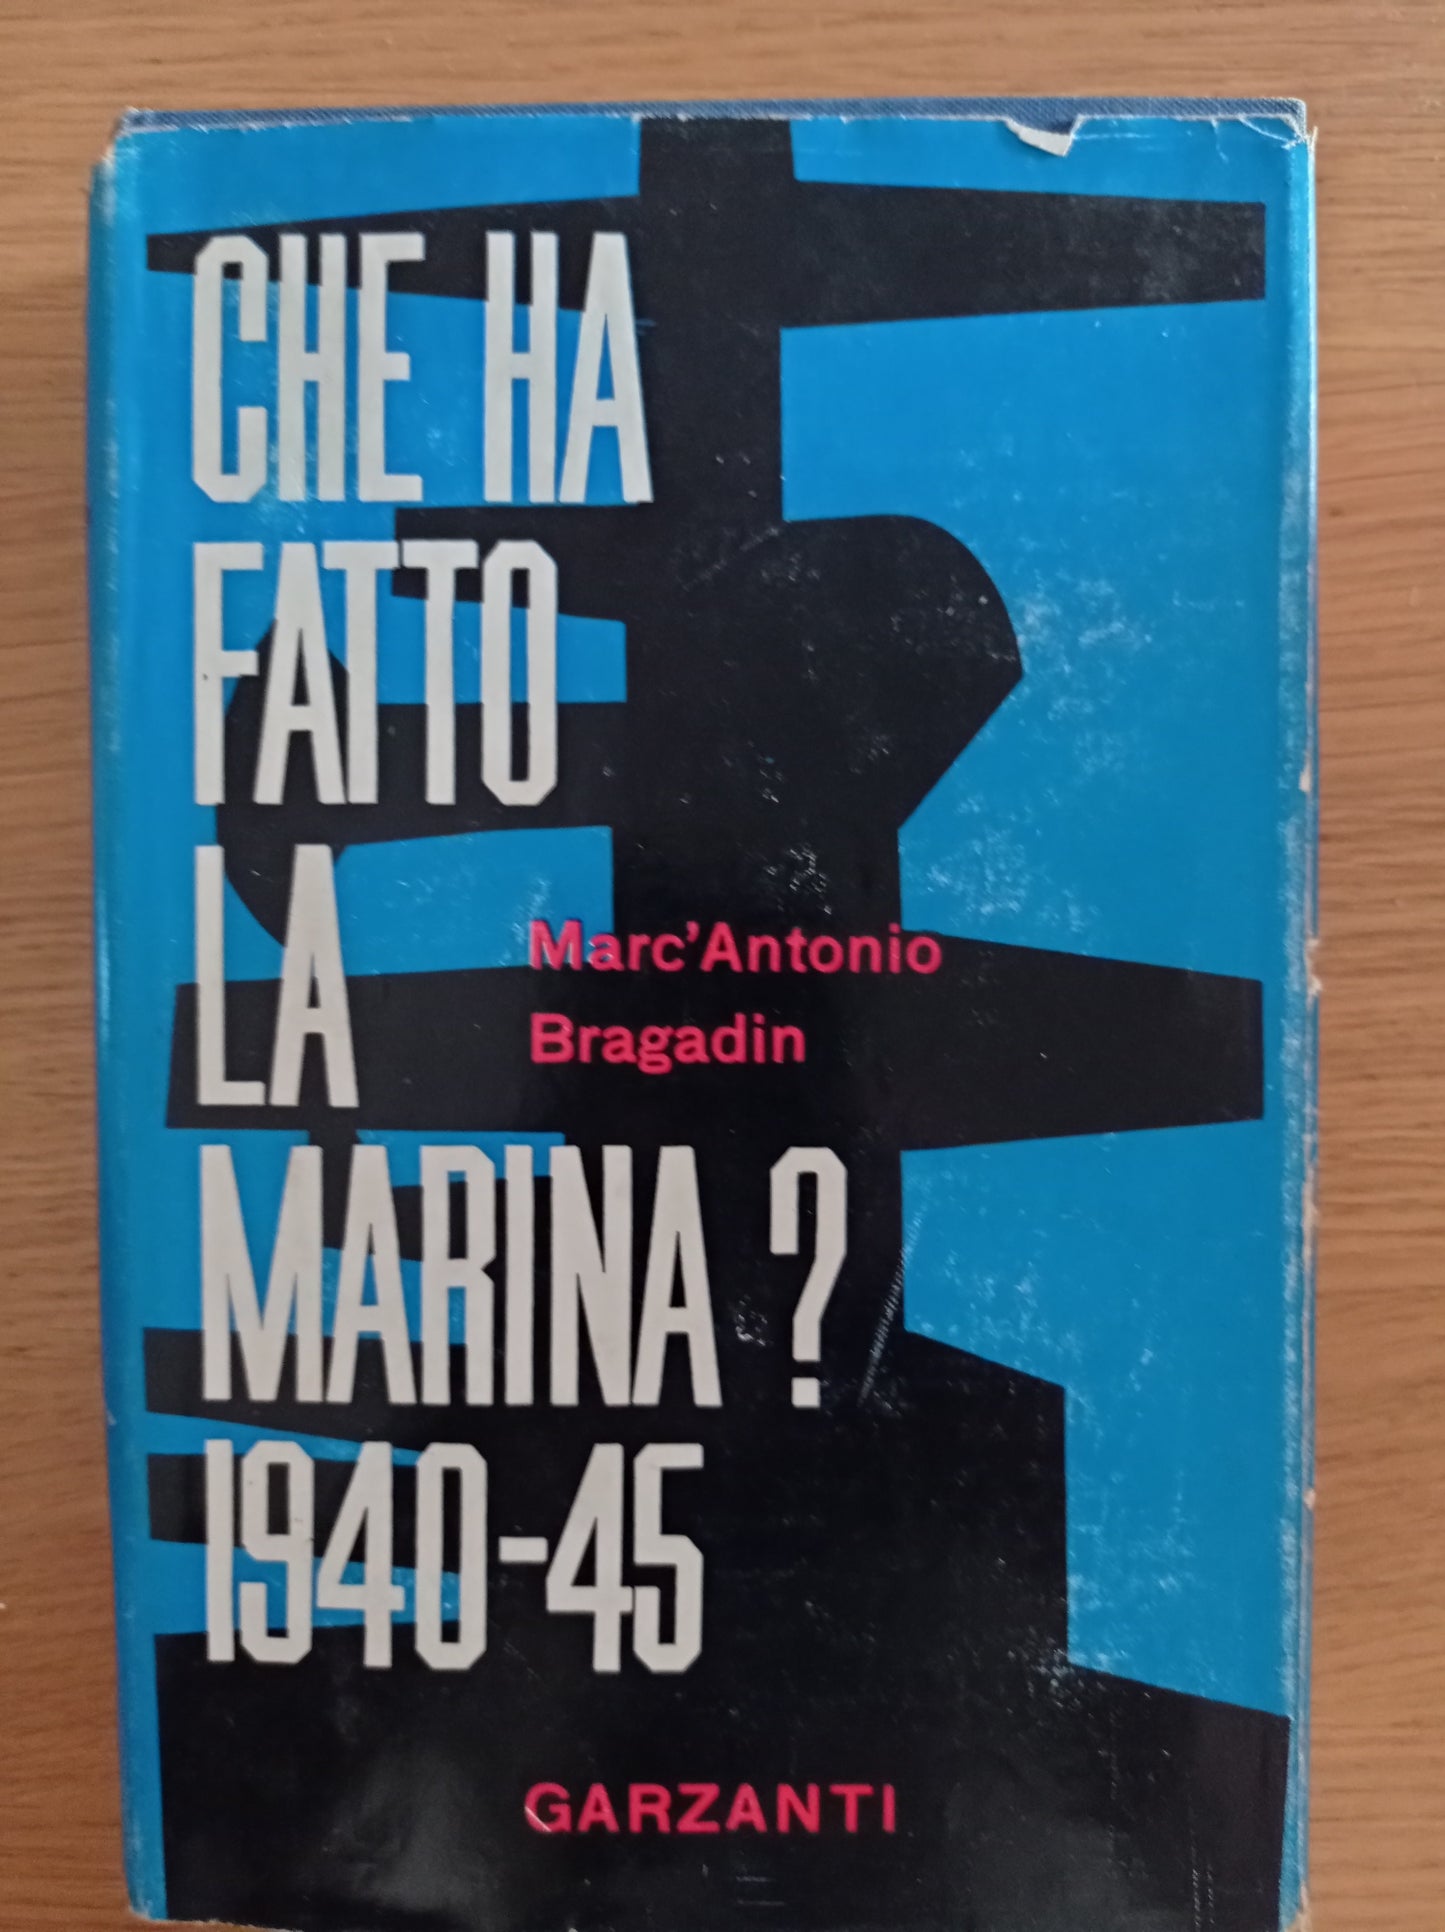 CHE HA
FATTO
LA
Marc'Antonio
Bragadin
MARINA ?
1940-45
GARZANTI